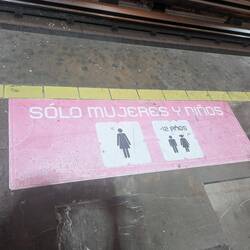 SÓLO MUJERES Y NIÑOS
-12 AÑOS